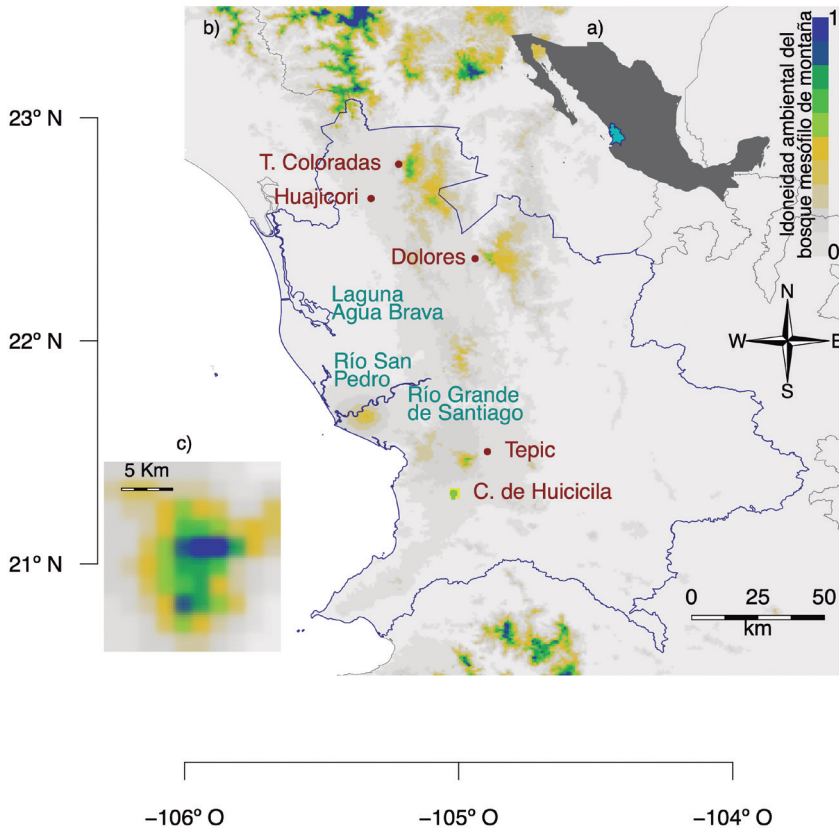 b)
a)
1
Idoneidad ambiental del
bosque mesófilo de montaña
0
23° N
T. Coloradas
Huajicori
Dolores
Laguna
Agua Brava
N
W
E
S
22° N
Río San
Pedro
Río Grande
de Santiago
c)
5 Km
Tepic
C. de Huicicila
21° N
0 25 50
km
−106° O
−105° O
−104° O